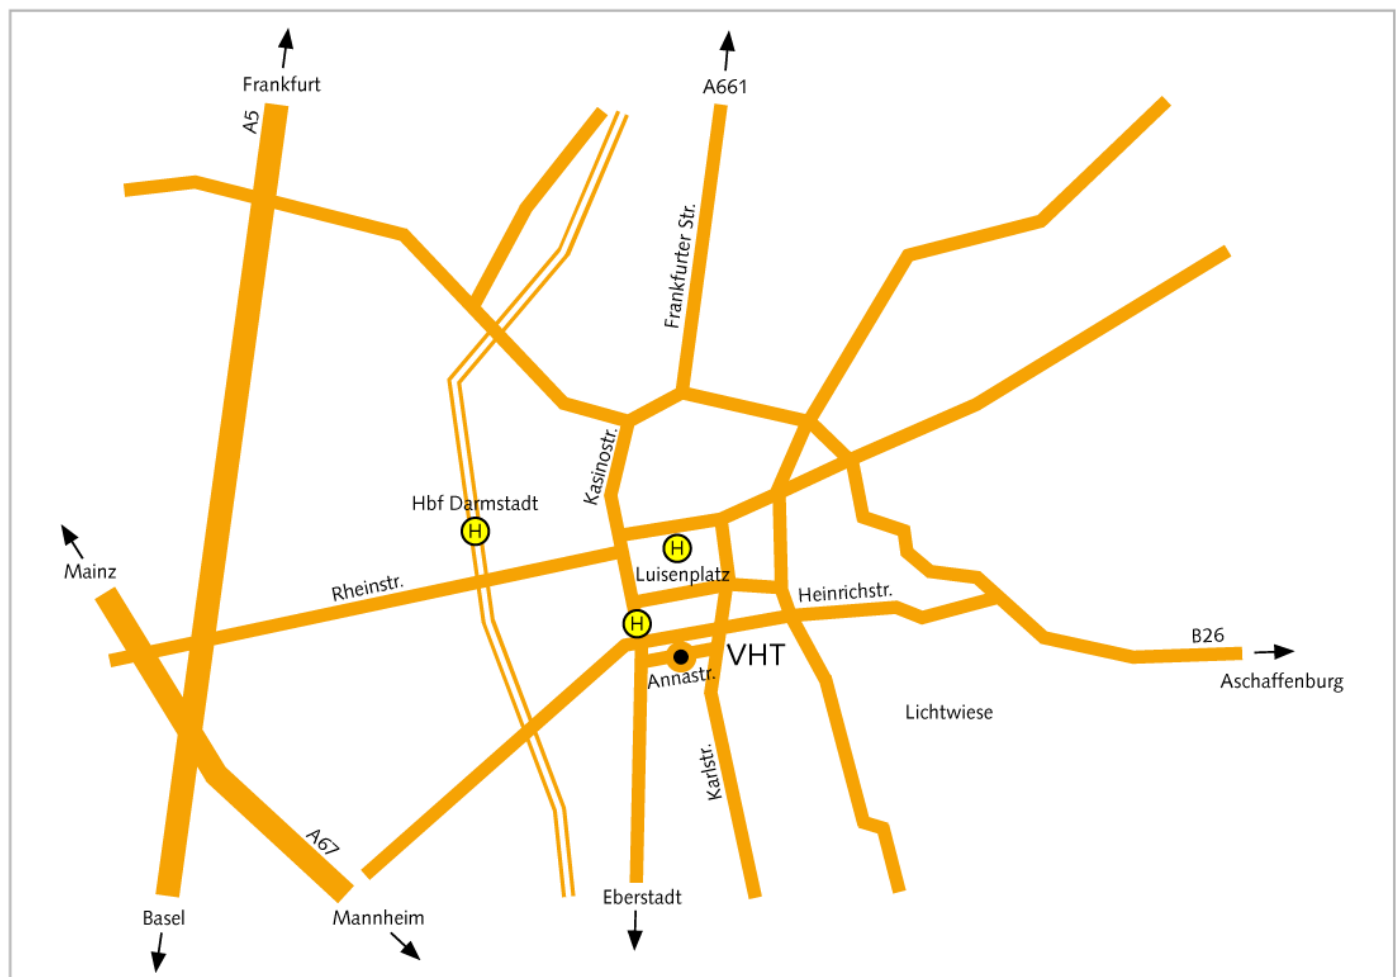 Frankfurt
A661
A5
Frankfurter Str.
Kasinostr.
Hbf Darmstadt
H
H
Luisenplatz
Mainz
Rheinstr.
Heinrichstr.
H
B26
VHT
Annastr.
Aschaffenburg
Lichtwiese
Karlstr.
A67
Eberstadt
Basel
Mannheim